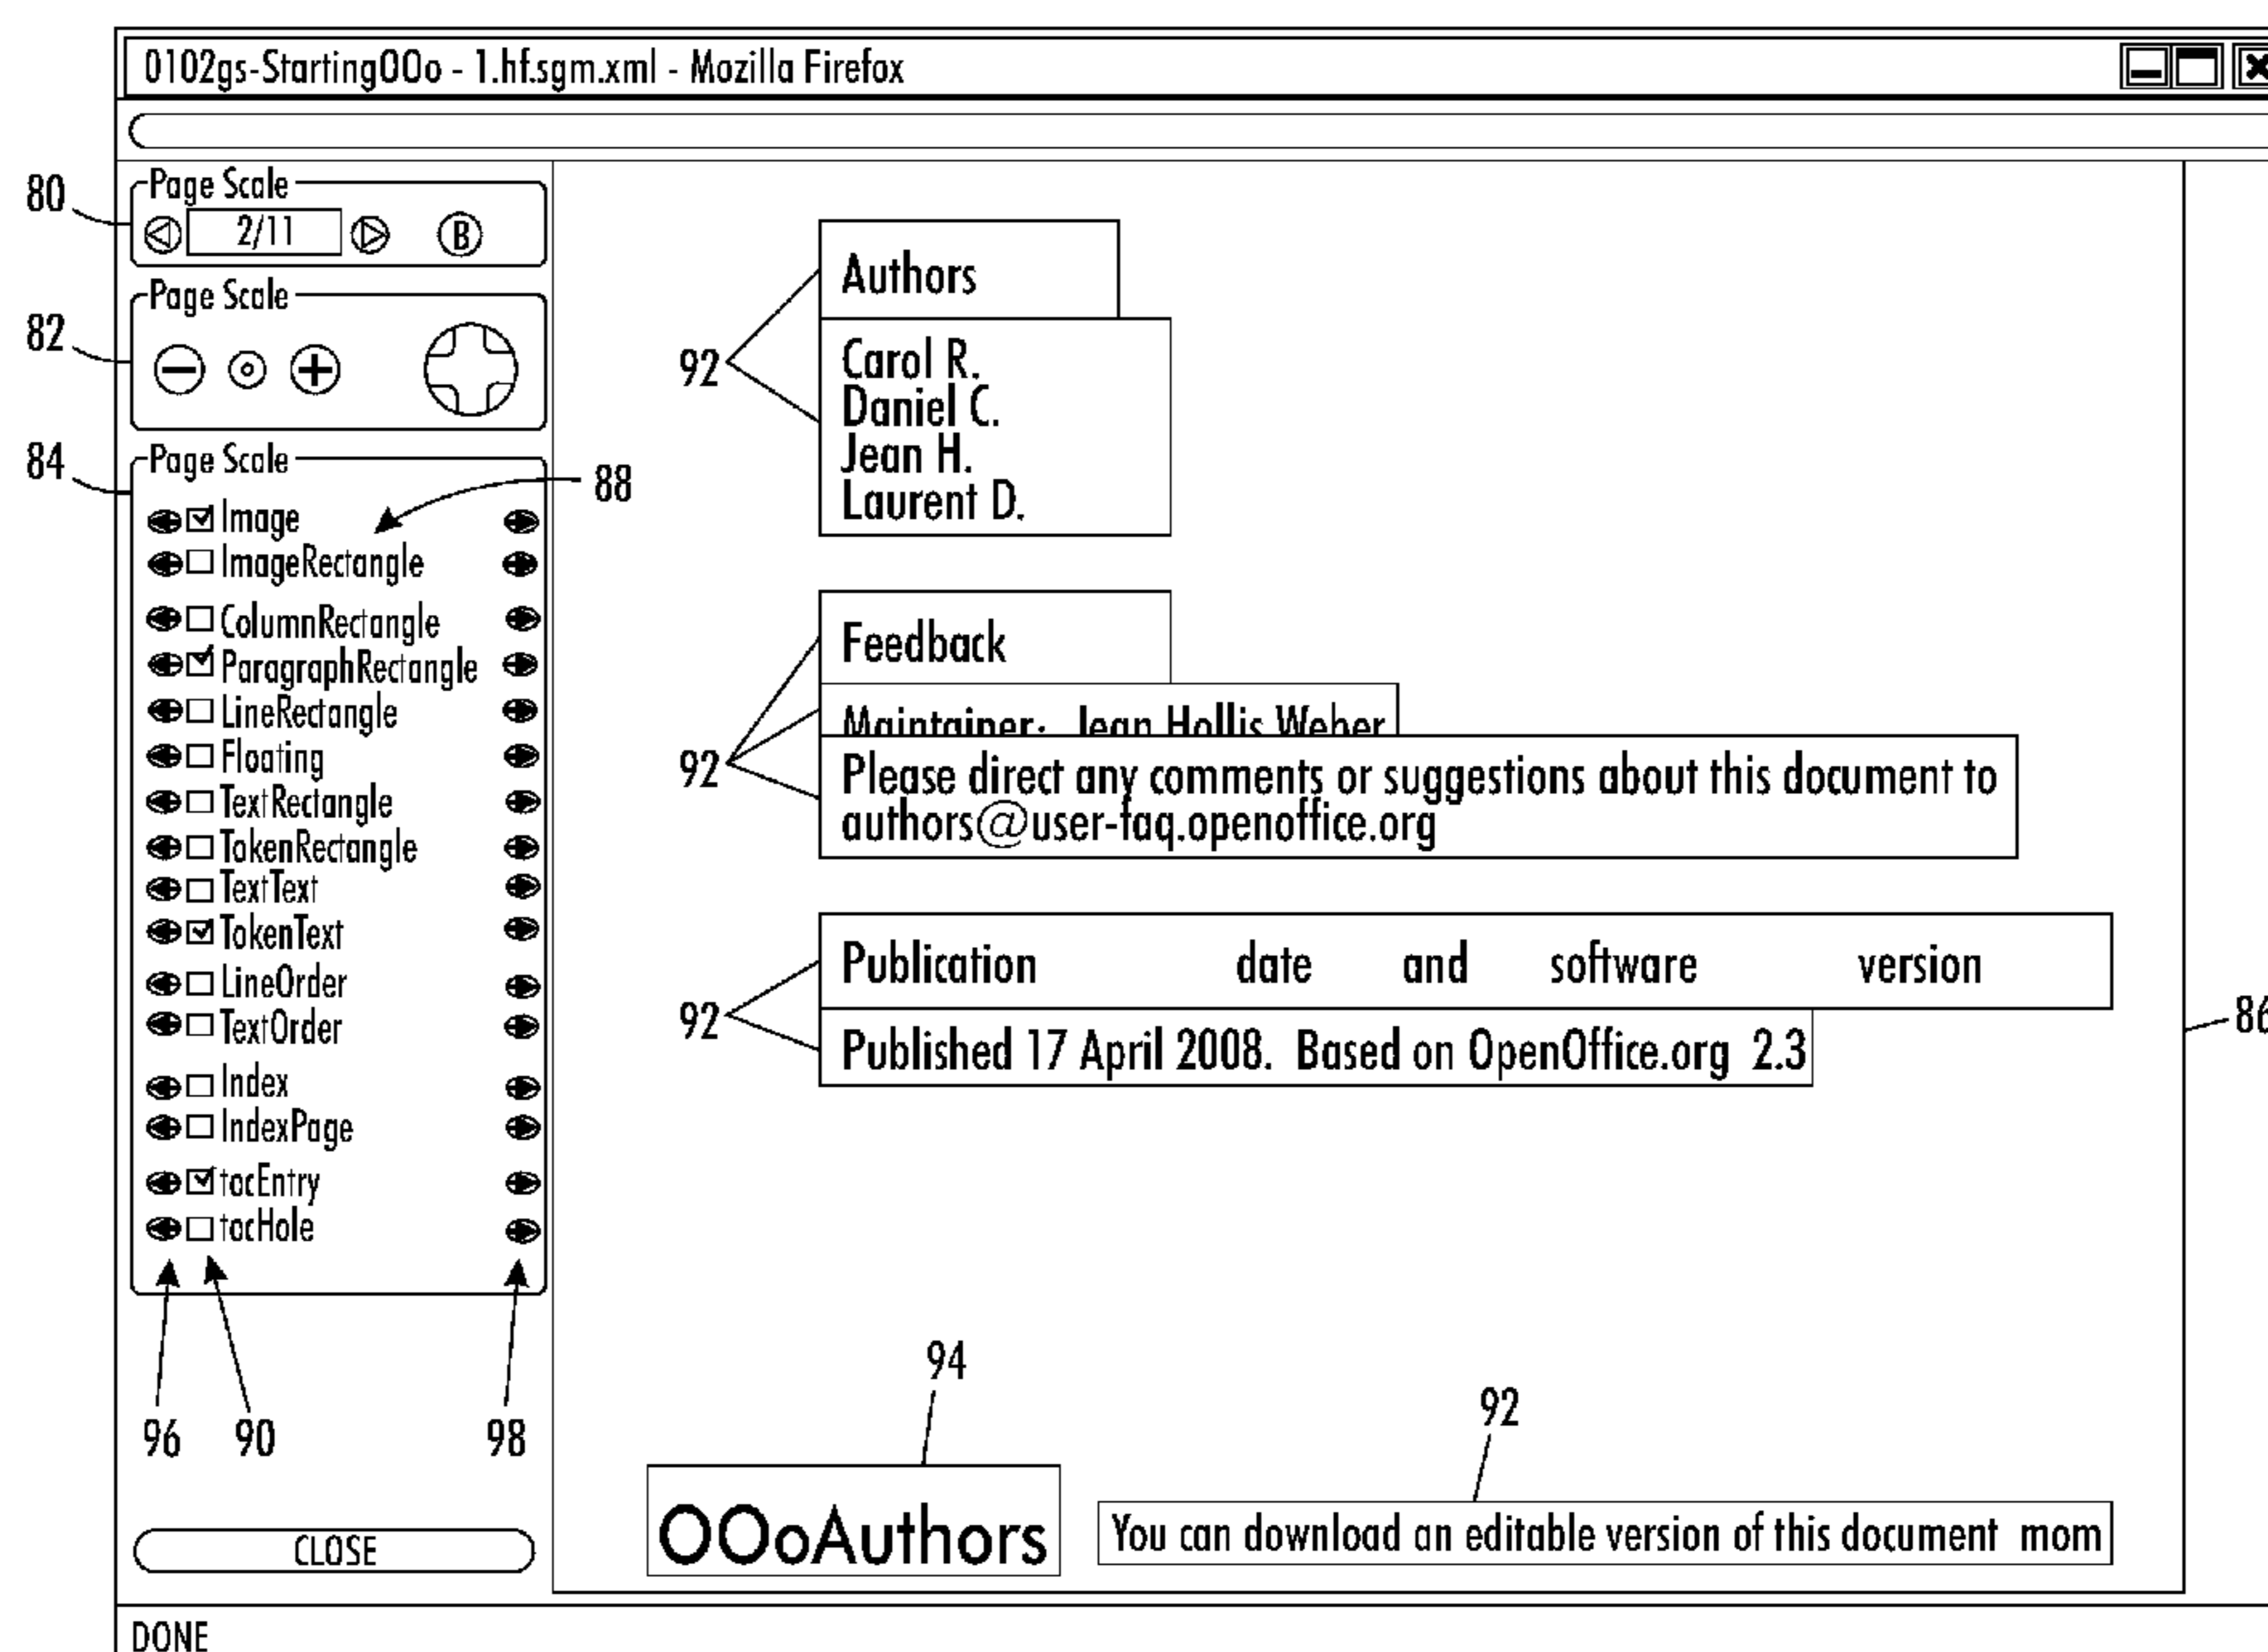 0102gs-StartingOOo - 1.hf.sgm.xml - Mozilla Firefox
80
Page Scale
2/11
B
82
Page Scale
84
Page Scale
88
Image
ImageRectangle
ColumnRectangle
ParagraphRectangle
LineRectangle
Floating
TextRectangle
TokenRectangle
TextText
TokenText
LineOrder
TextOrder
Index
IndexPage
tocEntry
tocHole
96
90
98
CLOSE
DONE
92
Authors
Carol R.
Daniel C.
Jean H.
Laurent D.
92
Feedback
Maintainer: Jean Hollis Weber
Please direct any comments or suggestions about this document to
authors@user-faq.openoffice.org
92
Publication date and software version
Published 17 April 2008. Based on OpenOffice.org 2.3
86
94
OOoAuthors
92
You can download an editable version of this document mom